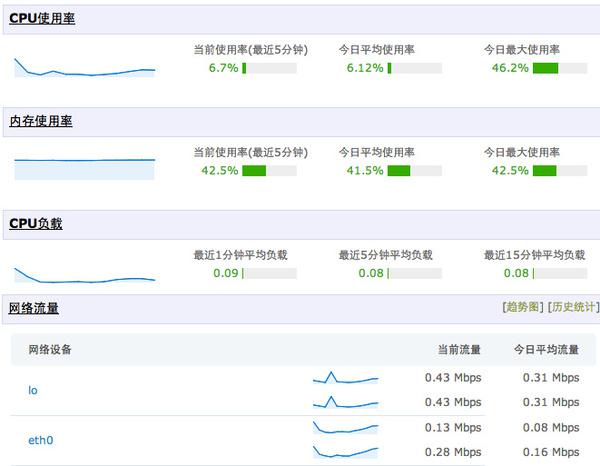 CPU使用率
当前使用率(最近5分钟) 今日平均使用率 今日最大使用率
6.7% 6.12% 46.2%
内存使用率
当前使用率(最近5分钟) 今日平均使用率 今日最大使用率
42.5% 41.5% 42.5%
CPU负载
最近1分钟平均负载 最近5分钟平均负载 最近15分钟平均负载
0.09 0.08 0.08
网络流量 [趋势图] [历史统计]
网络设备 当前流量 今日平均流量
lo
0.43 Mbps 0.31 Mbps
0.43 Mbps 0.31 Mbps
eth0
0.13 Mbps 0.08 Mbps
0.28 Mbps 0.16 Mbps